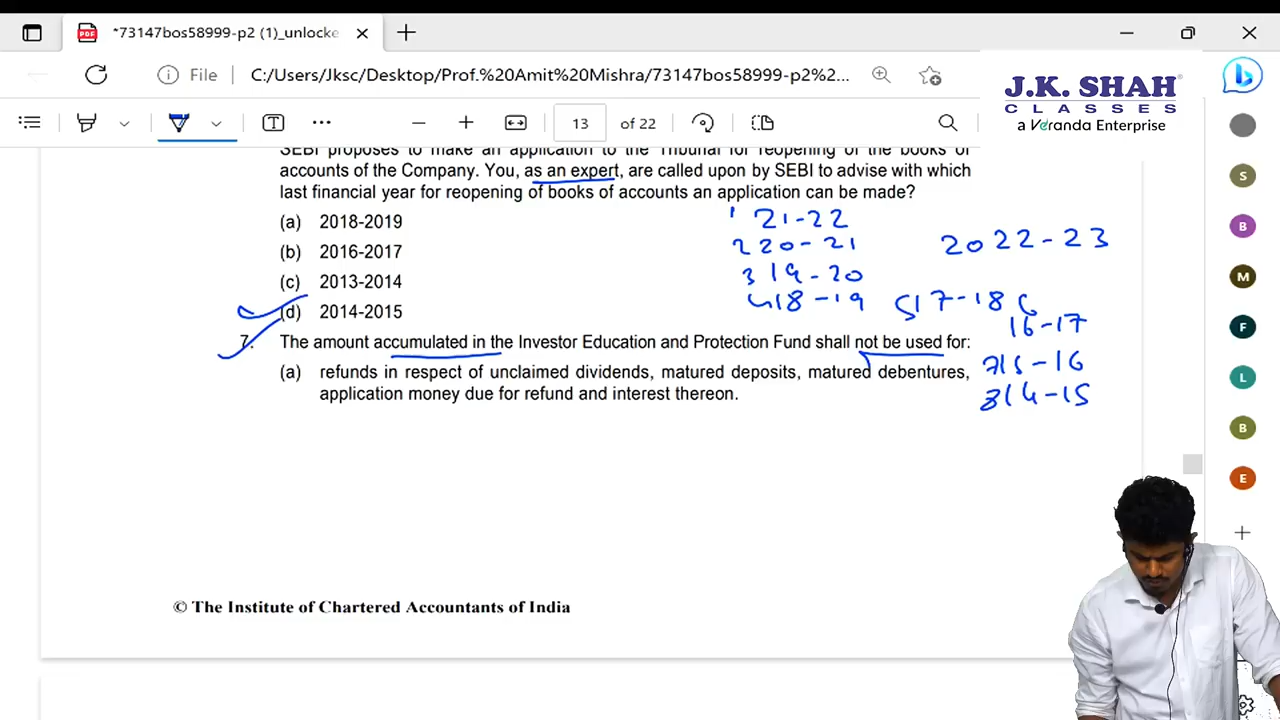 *73147bos58999-p2 (1)_unlocke
File
C:/Users/Jksc/Desktop/Prof.%20Amit%20Mishra/73147bos58999-p2%2...
J.K. SHAH
CLASSES
a Veranda Enterprise
13 of 22
SEBI proposes to make an application to the Tribunal for reopening of the books of
accounts of the Company. You, as an expert, are called upon by SEBI to advise with which
last financial year for reopening of books of accounts an application can be made?
(a) 2018-2019
(b) 2016-2017
(c) 2013-2014
(d) 2014-2015
1 21-22
2 20-21
3 19-20
4 18-19
2022-23
5 17-18 6
16-17
7 15-16
8 14-15
7. The amount accumulated in the Investor Education and Protection Fund shall not be used for:
(a) refunds in respect of unclaimed dividends, matured deposits, matured debentures,
application money due for refund and interest thereon.
© The Institute of Chartered Accountants of India
S
B
M
F
L
B
E